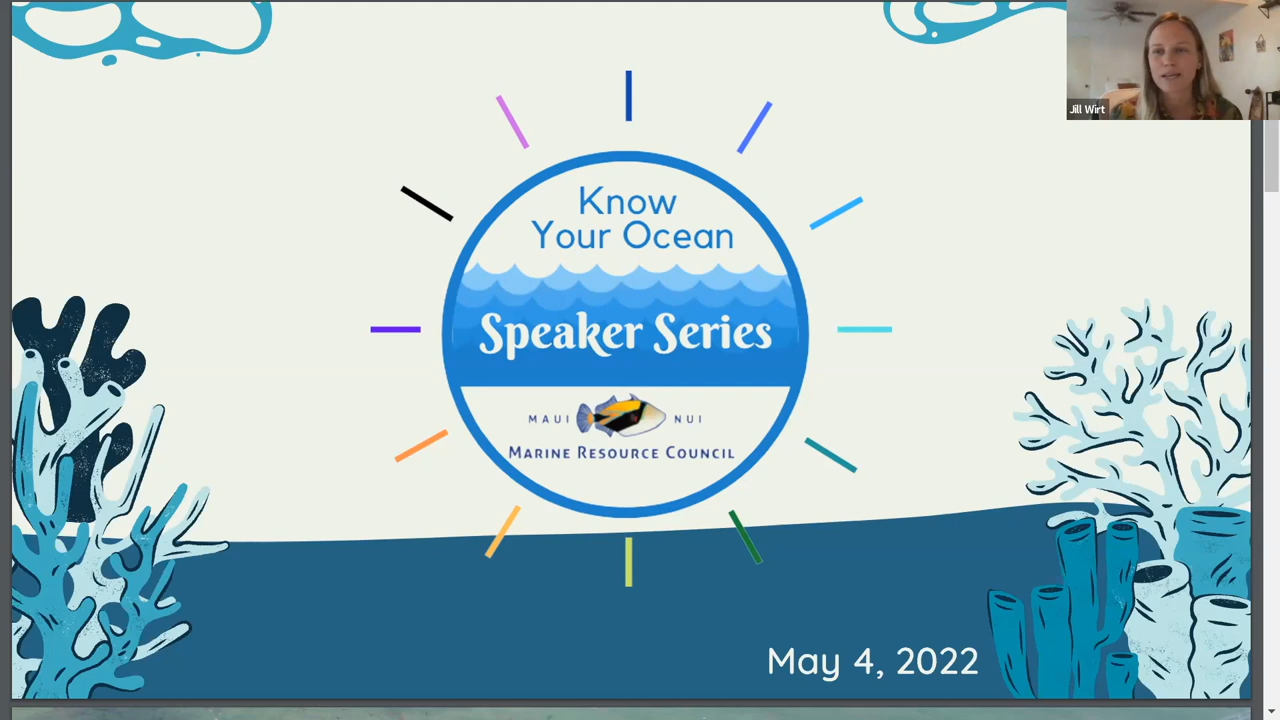 Jill Wirt
Know
Your Ocean
Speaker Series
MAUI NUI
MARINE RESOURCE COUNCIL
May 4, 2022